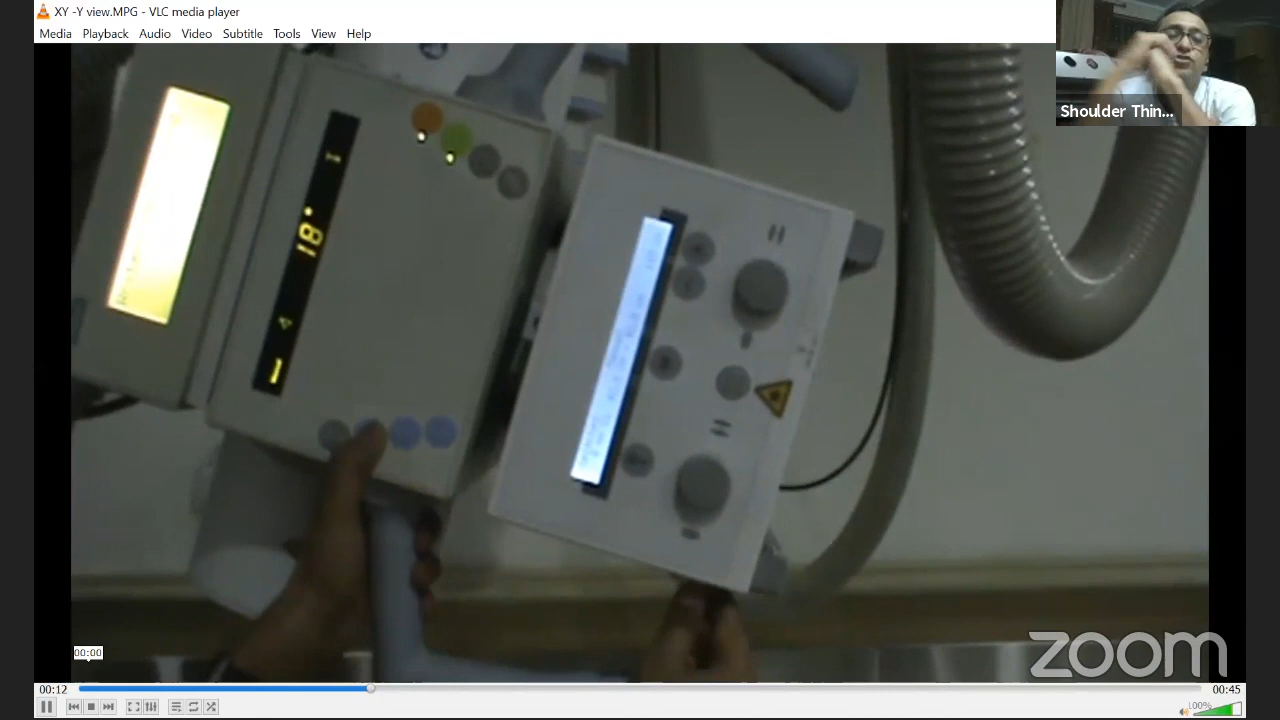 XY -Y view.MPG - VLC media player
Media Playback Audio Video Subtitle Tools View Help
Shoulder Thin...
18°
00:00
zoom
00:12
00:45
100%